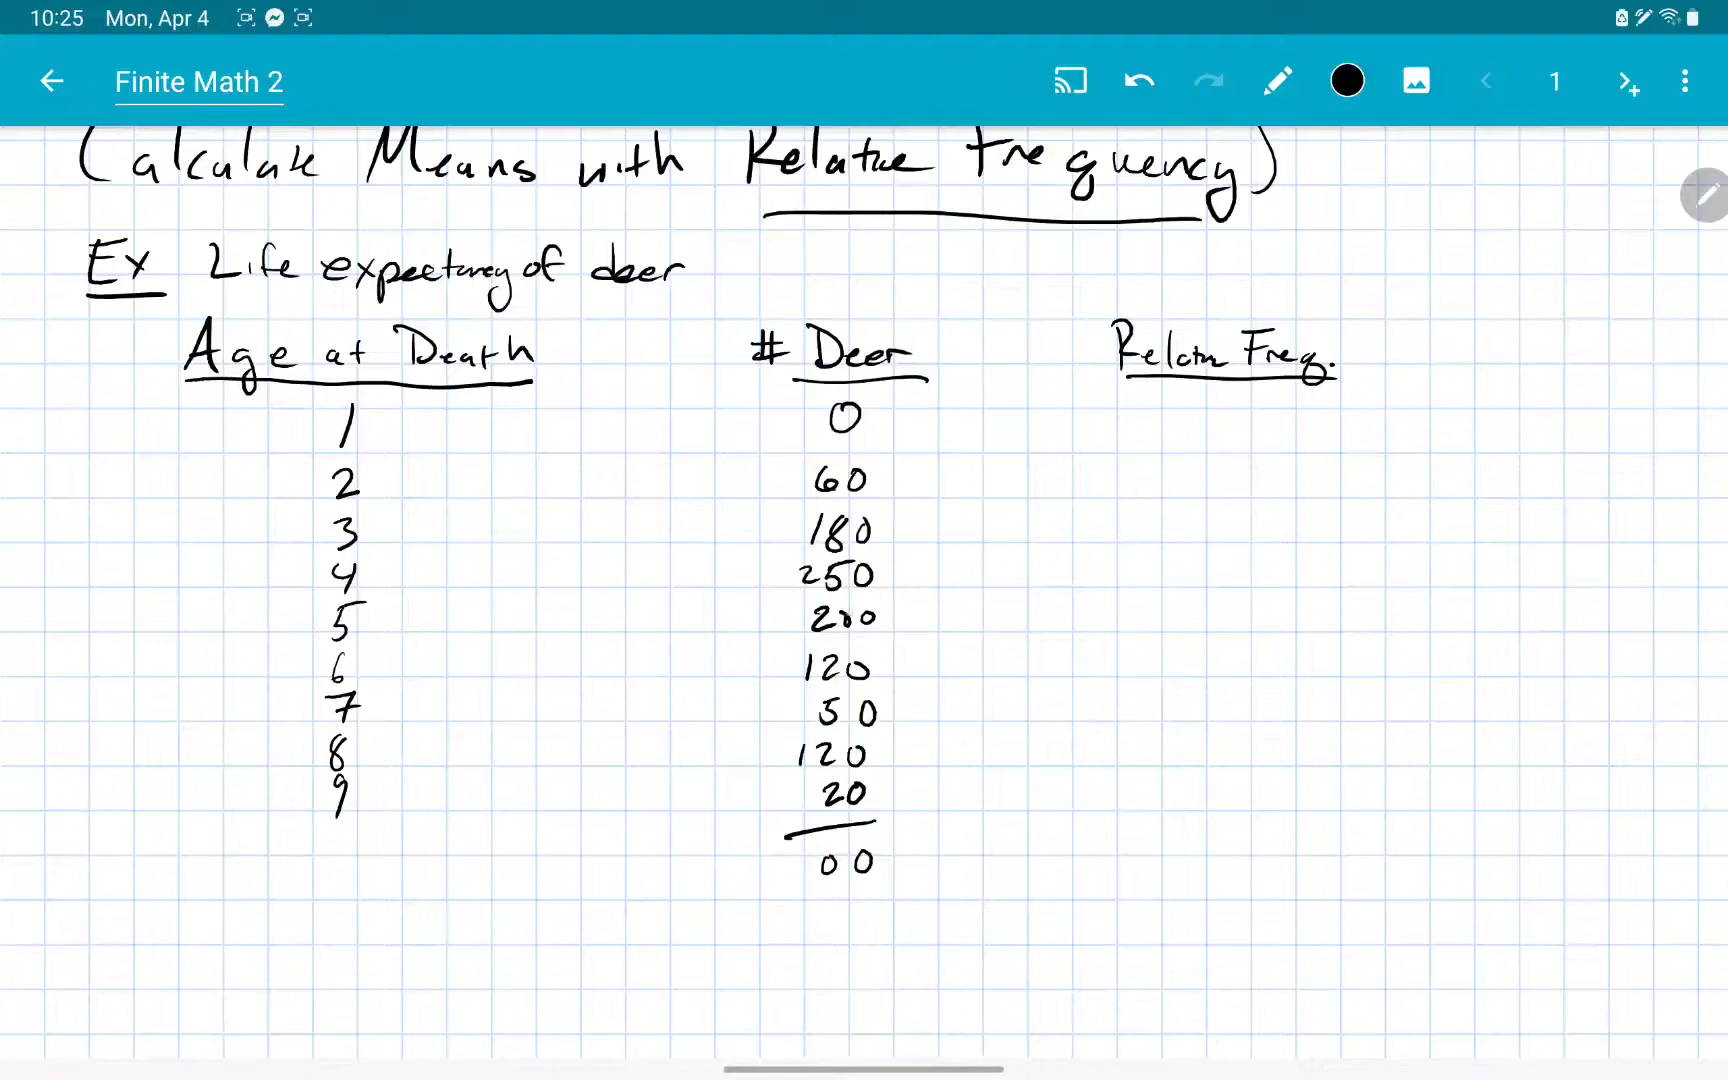 10:25 Mon, Apr 4
Finite Math 2
1
Calculate Means with Relative Frequency)
Ex Life expectancy of deer
Age at Death # Deer Relative Freq.
1 0
2 60
3 180
4 250
5 200
6 120
7 50
8 120
9 20
00